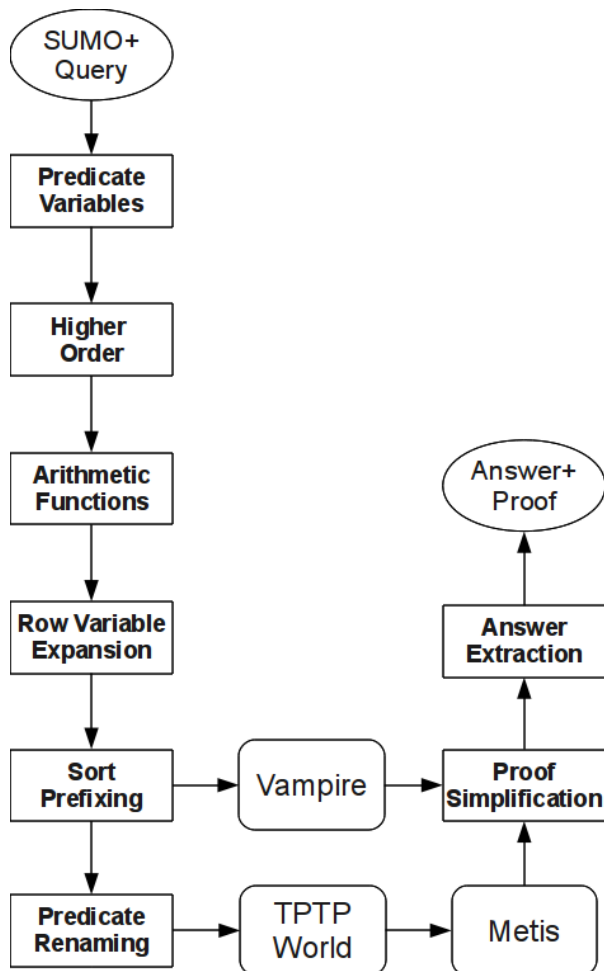 SUMO+
Query
Predicate
Variables
Higher
Order
Arithmetic
Functions
Answer+
Proof
Row Variable
Expansion
Answer
Extraction
Sort
Prefixing
Vampire
Proof
Simplification
Predicate
Renaming
TPTP
World
Metis